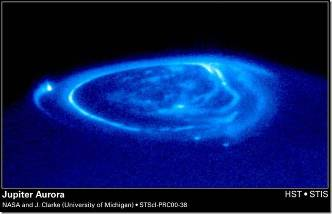 Jupiter Aurora
HST • STIS
NASA and J. Clarke (University of Michigan) • STScI-PRC00-38